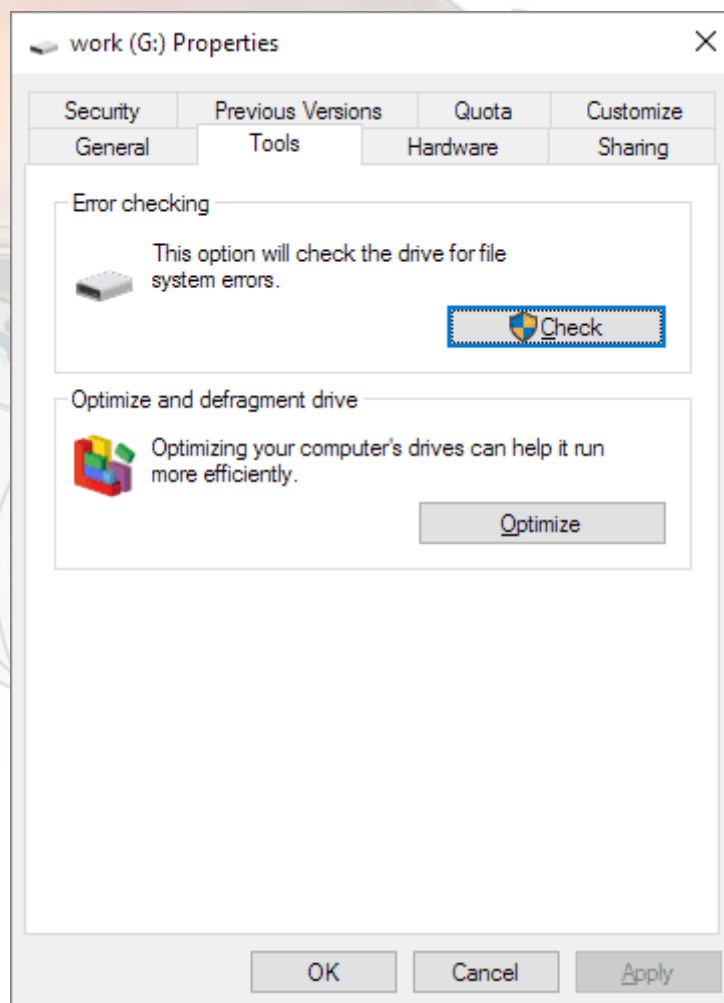 work (G:) Properties
Security Previous Versions Quota Customize
General Tools Hardware Sharing
Error checking
This option will check the drive for file
system errors.
Check
Optimize and defragment drive
Optimizing your computer's drives can help it run
more efficiently.
Optimize
OK Cancel Apply